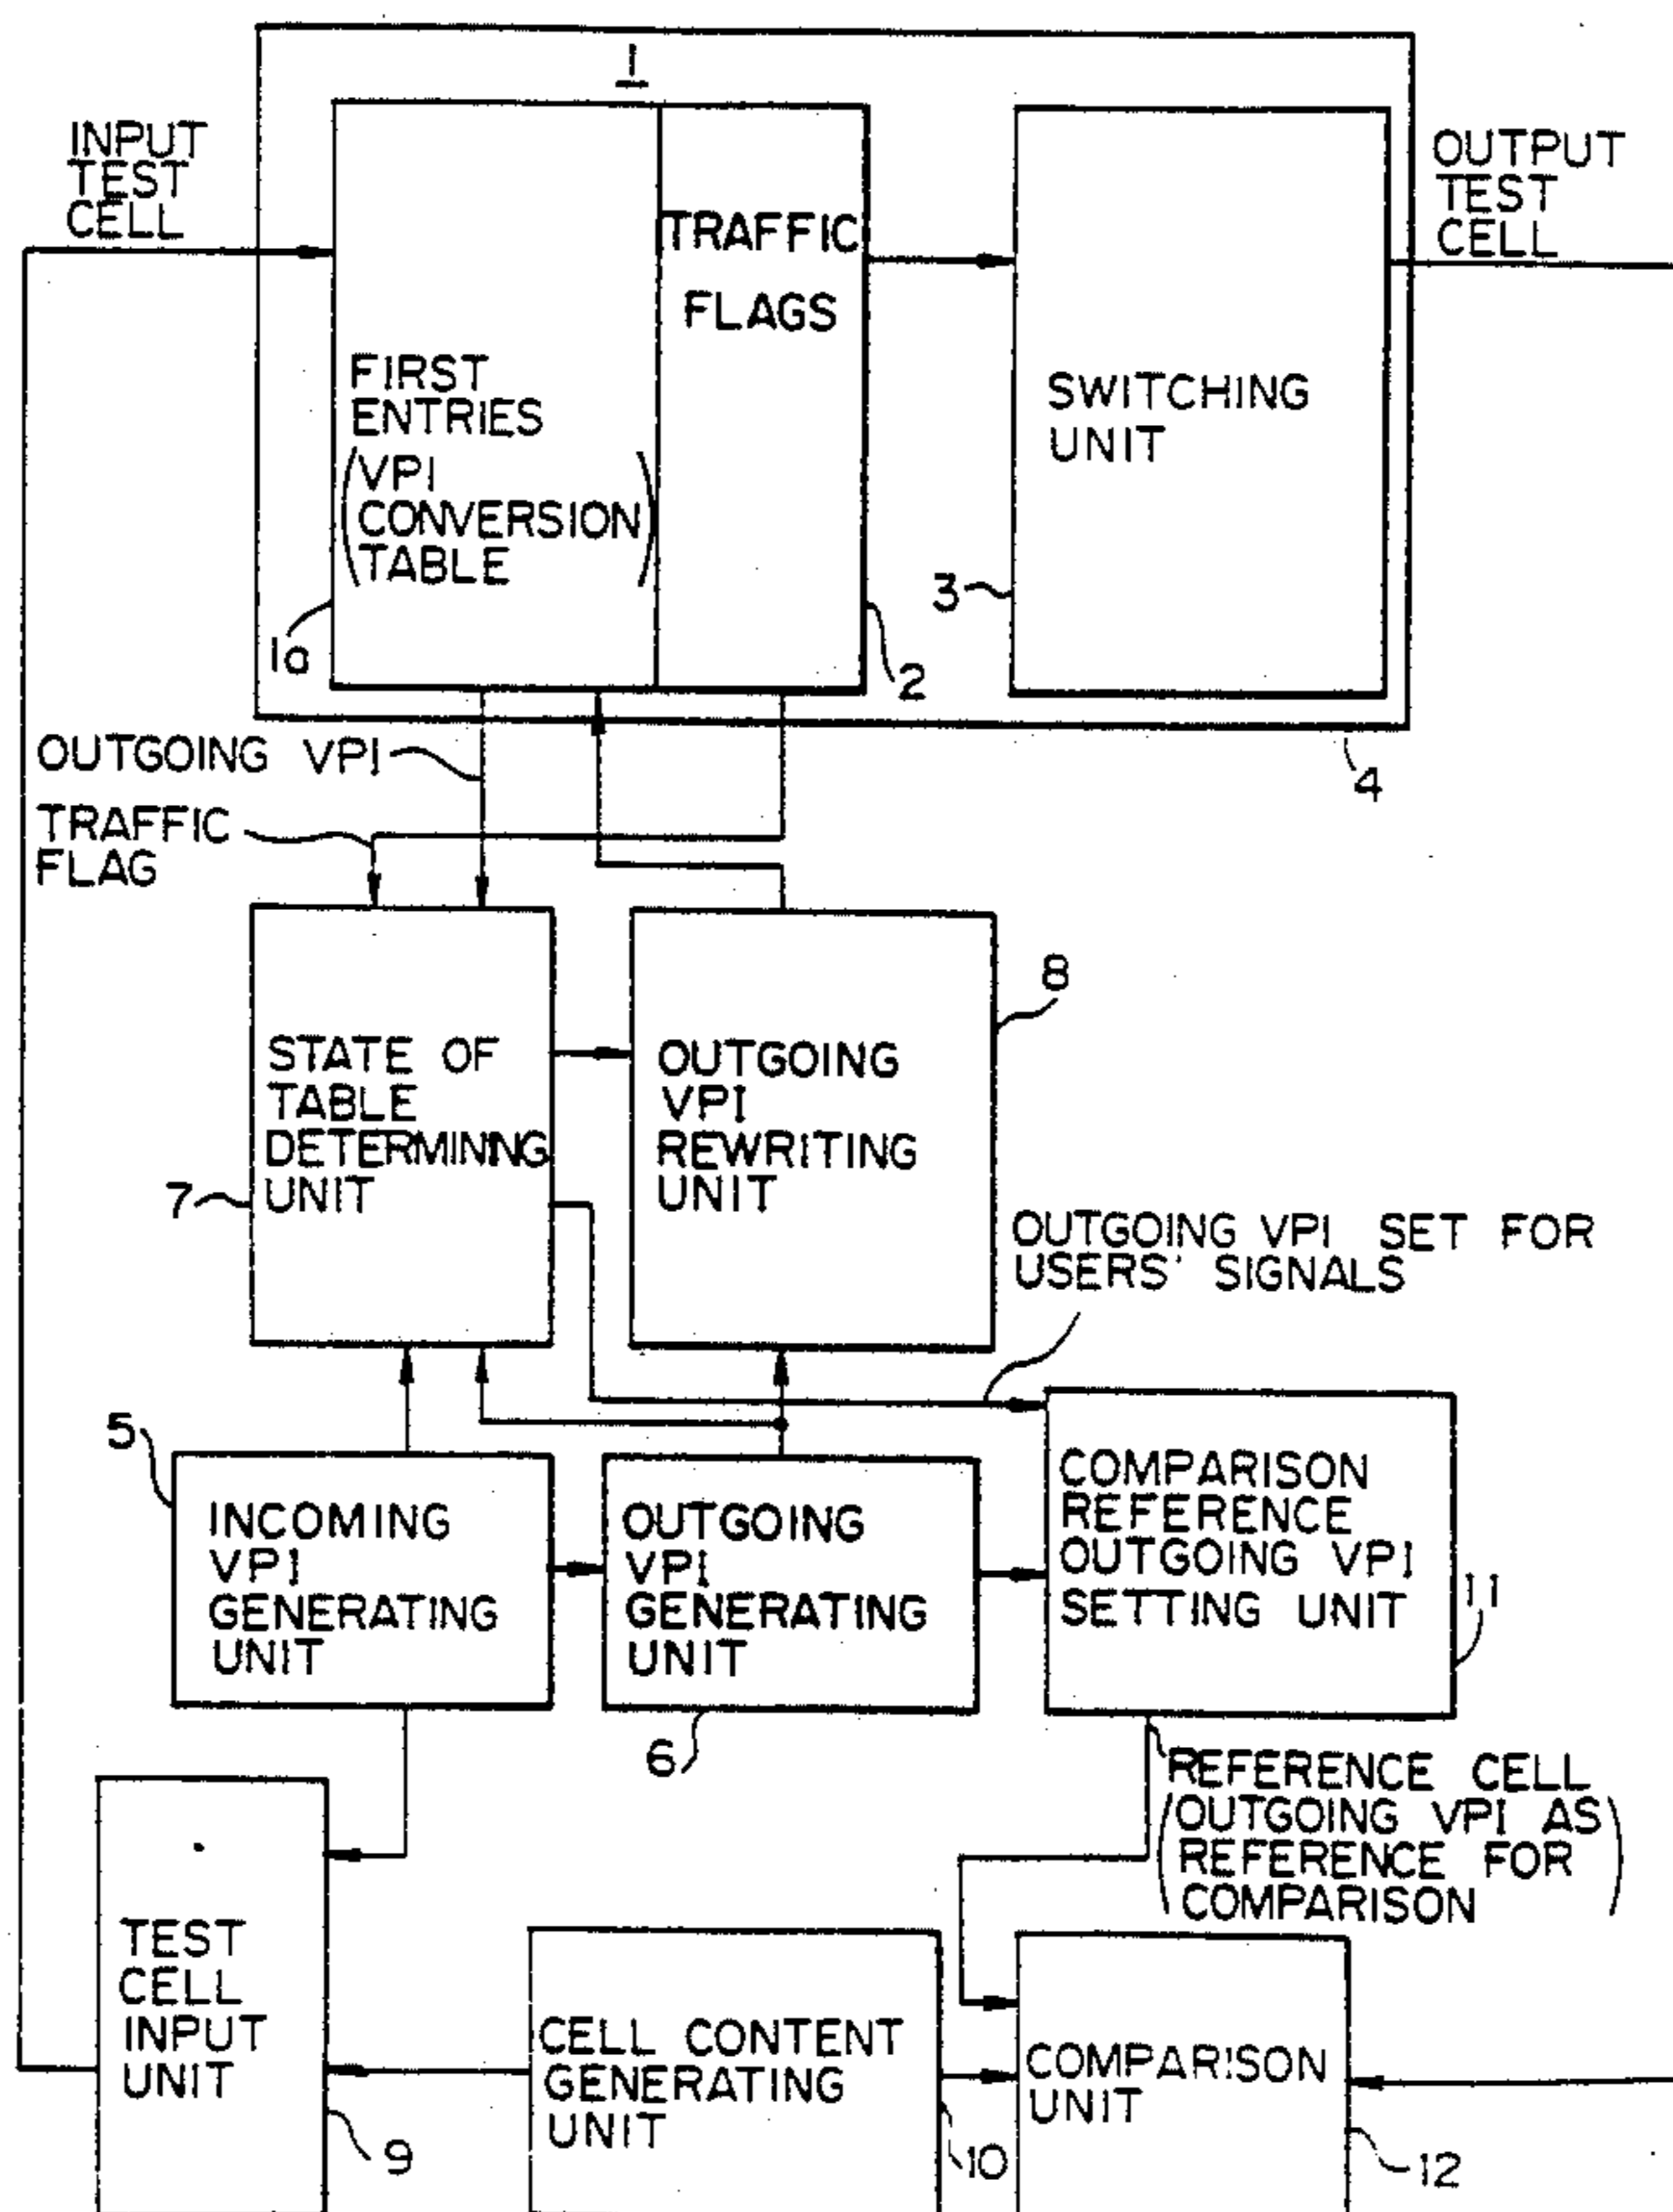 1
INPUT
TEST
CELL
FIRST
ENTRIES
(VPI
CONVERSION
TABLE)
TRAFFIC
FLAGS
SWITCHING
UNIT
OUTPUT
TEST
CELL
1a
2
3
4
OUTGOING VPI
TRAFFIC
FLAG
STATE OF
TABLE
DETERMINING
UNIT
7
OUTGOING
VPI
REWRITING
UNIT
8
OUTGOING VPI SET FOR
USERS' SIGNALS
5
INCOMING
VPI
GENERATING
UNIT
OUTGOING
VPI
GENERATING
UNIT
6
COMPARISON
REFERENCE
OUTGOING VPI
SETTING UNIT
11
REFERENCE CELL
(OUTGOING VPI AS
REFERENCE FOR
COMPARISON)
TEST
CELL
INPUT
UNIT
9
CELL CONTENT
GENERATING
UNIT
10
COMPARISON
UNIT
12